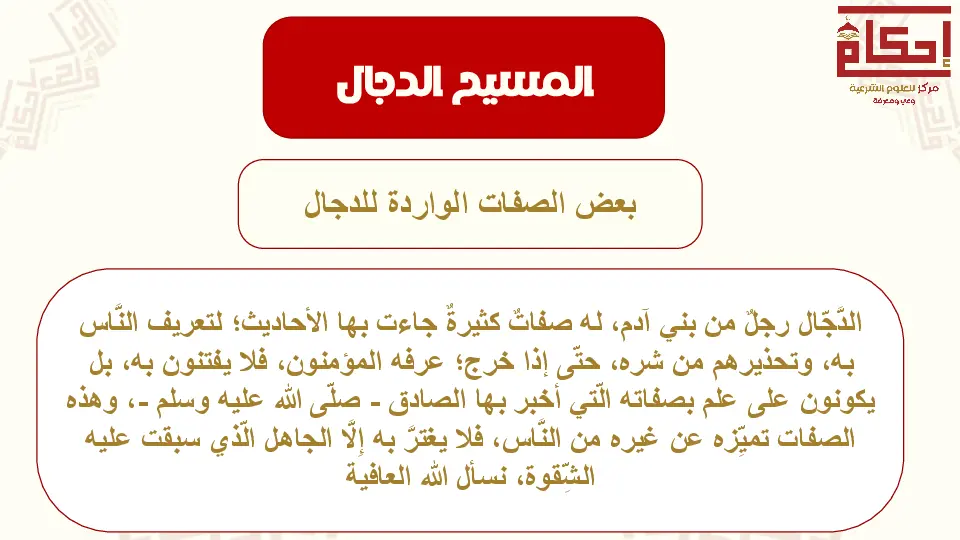 إحكام
مركز للعلوم الشرعية
وعي ومعرفة
المسيح الدجال
بعض الصفات الواردة للدجال
الدَّجّال رجلٌ من بني آدم، له صفاتٌ كثيرةٌ جاءت بها الأحاديث؛ لتعريف النَّاس
به، وتحذيرهم من شره، حتّى إذا خرج؛ عرفه المؤمنون، فلا يفتنون به، بل
يكونون على علم بصفاته الّتي أخبر بها الصادق - صلّى الله عليه وسلم -، وهذه
الصفات تميِّزه عن غيره من النَّاس، فلا يغترَّ به إِلَّا الجاهل الّذي سبقت عليه
الشِّقوة، نسأل الله العافية